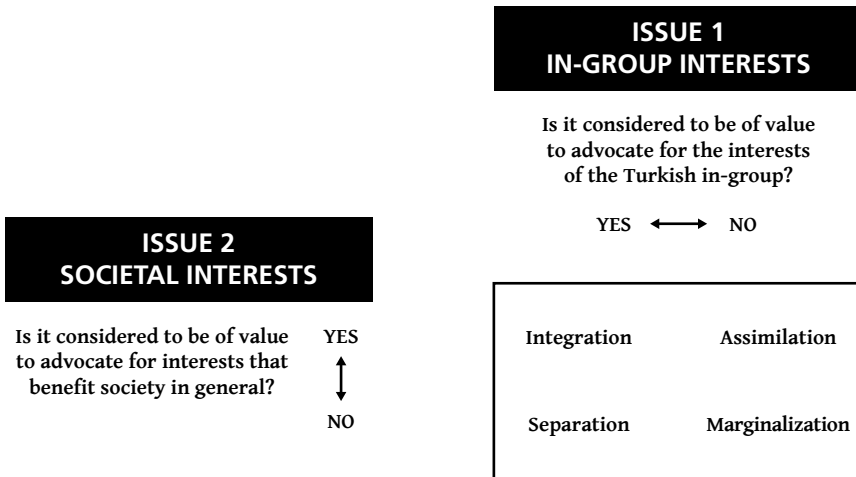 ISSUE 1
IN-GROUP INTERESTS
Is it considered to be of value
to advocate for the interests
of the Turkish in-group?
YES NO
ISSUE 2
SOCIETAL INTERESTS
Is it considered to be of value
to advocate for interests that
benefit society in general?
YES
NO
Integration Assimilation
Separation Marginalization